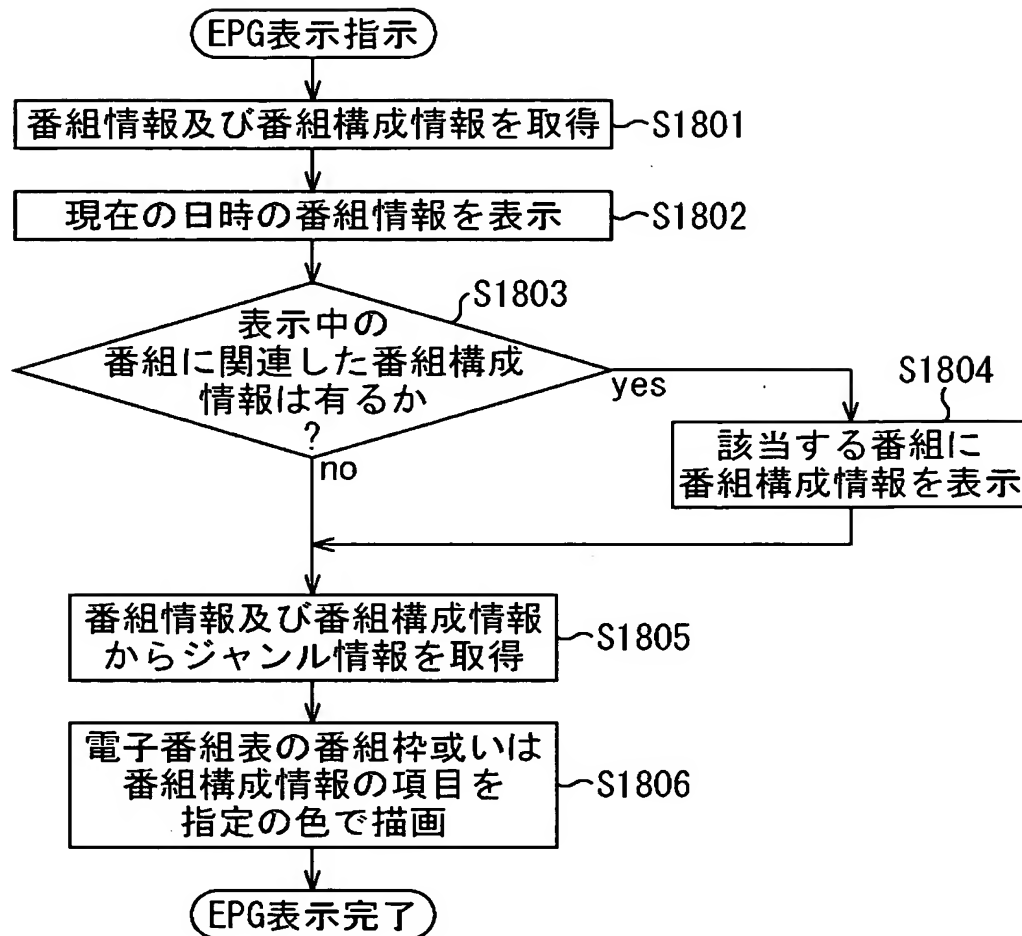 EPG表示指示
番組情報及び番組構成情報を取得
S1801
現在の日時の番組情報を表示
S1802
S1803
表示中の
番組に関連した番組構成
情報は有るか
?
yes
no
S1804
該当する番組に
番組構成情報を表示
番組情報及び番組構成情報
からジャンル情報を取得
S1805
電子番組表の番組枠或いは
番組構成情報の項目を
指定の色で描画
S1806
EPG表示完了